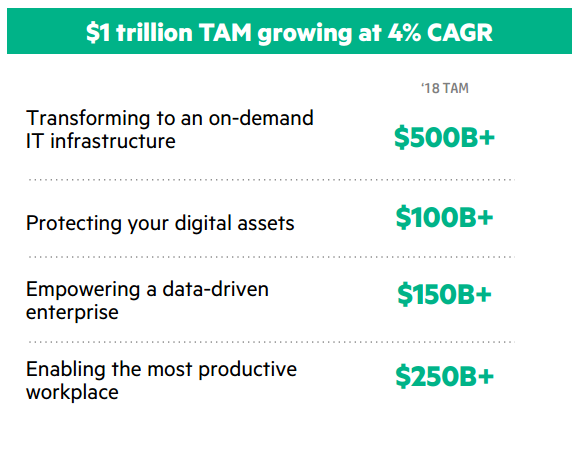 $1 trillion TAM growing at 4% CAGR
‘18 TAM
Transforming to an on-demand
IT infrastructure
$500B+
Protecting your digital assets
$100B+
Empowering a data-driven
enterprise
$150B+
Enabling the most productive
workplace
$250B+